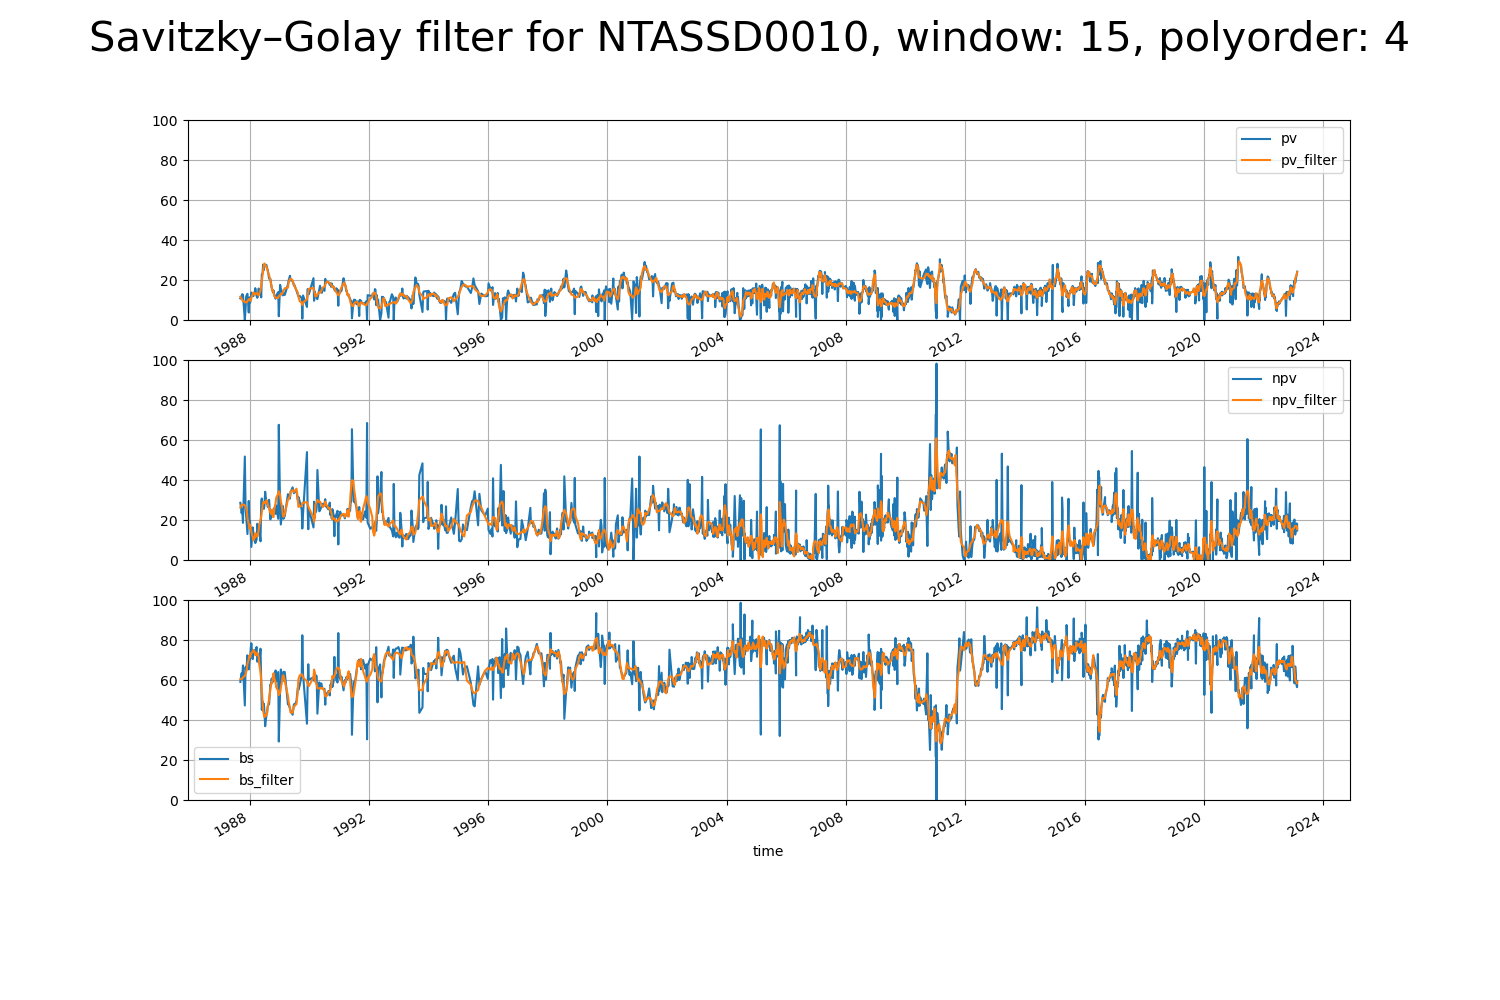 Savitzky–Golay filter for NTASSD0010, window: 15, polyorder: 4
100
80
60
40
20
0
pv
pv_filter
1988 1992 1996 2000 2004 2008 2012 2016 2020 2024
100
80
60
40
20
0
npv
npv_filter
1988 1992 1996 2000 2004 2008 2012 2016 2020 2024
100
80
60
40
20
0
bs
bs_filter
1988 1992 1996 2000 2004 2008 2012 2016 2020 2024
time